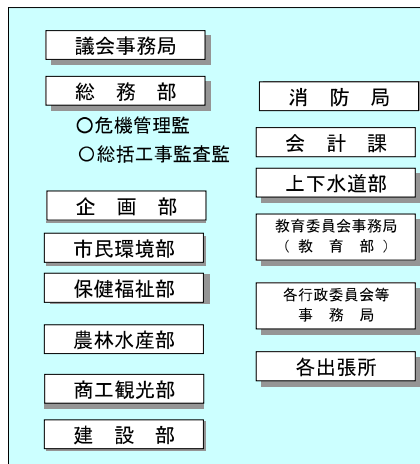 議会事務局
総　務　部
〇危機管理監
○総括工事監査監
企　画　部
市民環境部
保健福祉部
農林水産部
商工観光部
建　設　部
消　防　局
会　計　課
上下水道部
教育委員会事務局
（　教　育　部　）
各行政委員会等
事　務　局
各出張所